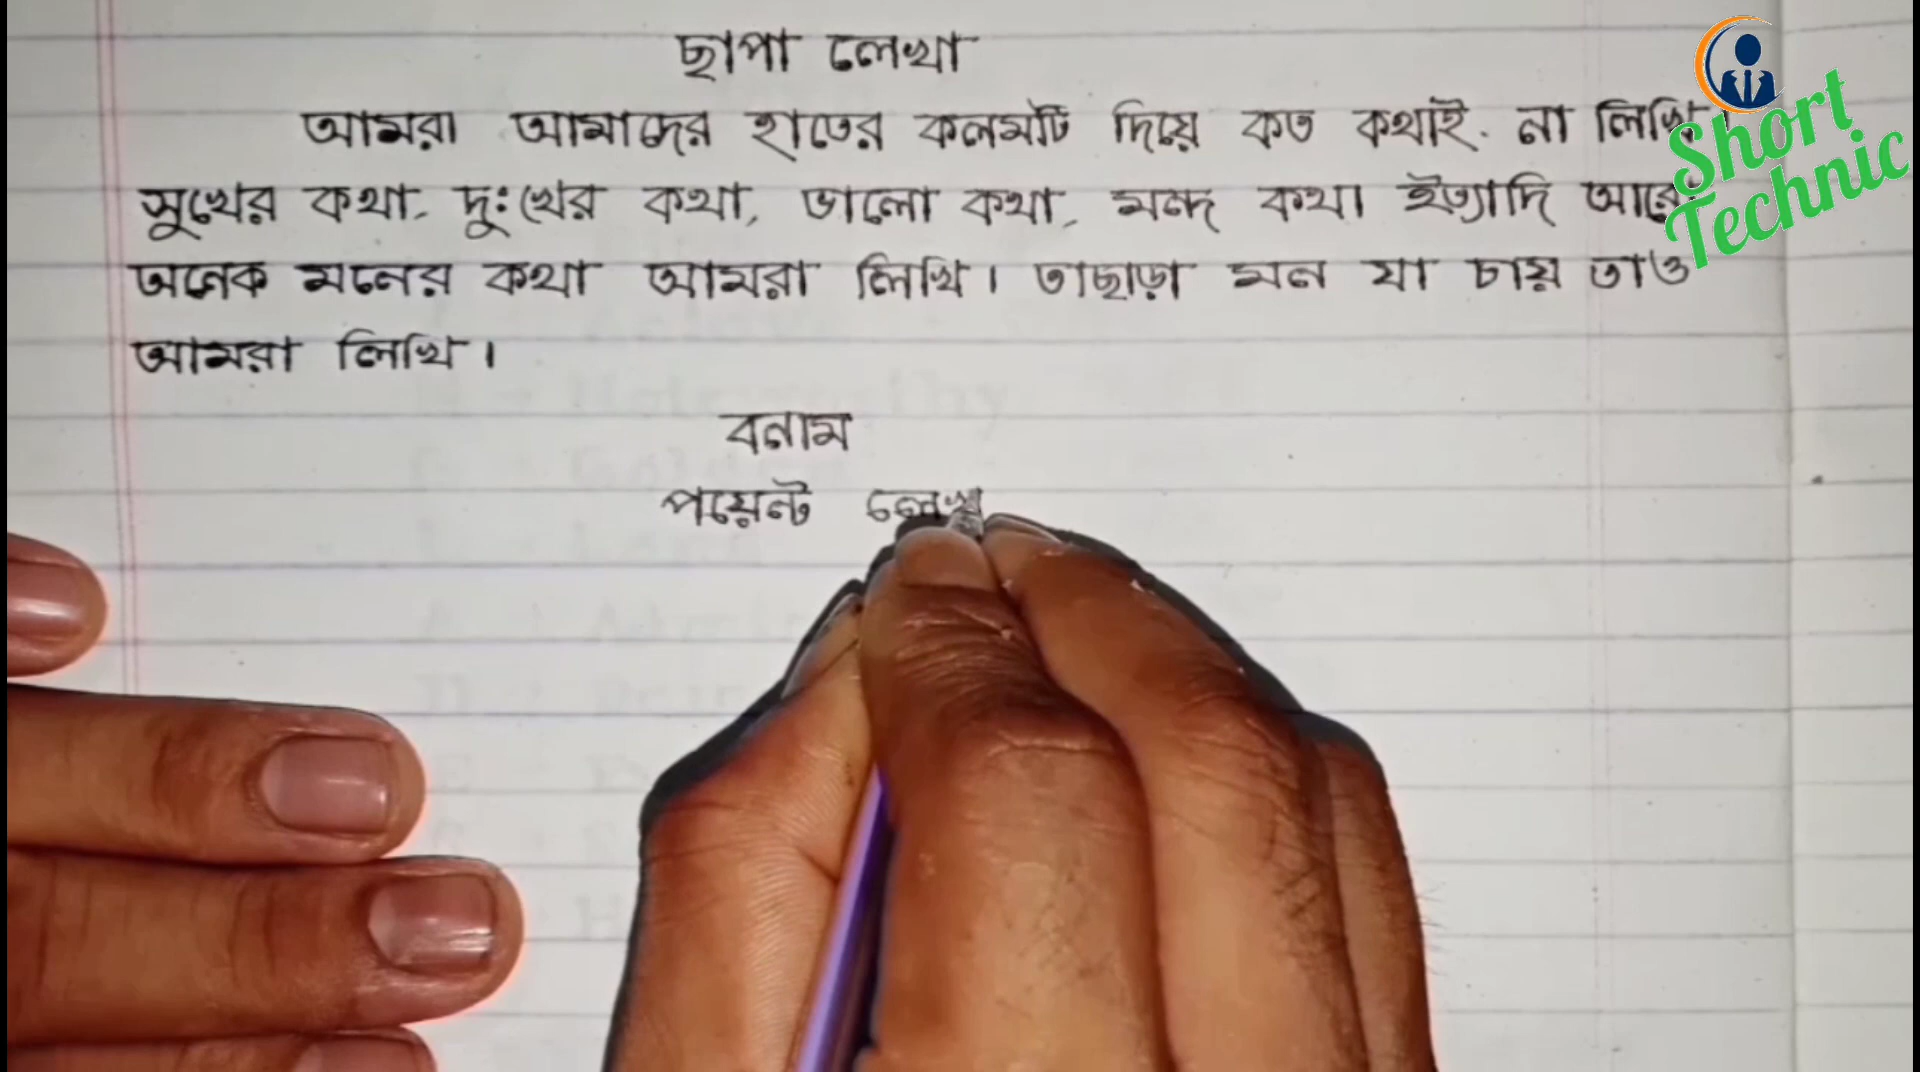 ছাপা লেখা
আমরা আমাদের হাতের কলমটি দিয়ে কত কথাই না লিখি।
সুখের কথা, দুঃখের কথা, ভালো কথা, মন্দ কথা ইত্যাদি আরো
অনেক মনের কথা আমরা লিখি। তাছাড়া মন যা চায় তাও
আমরা লিখি।
বনাম
পয়েন্ট লেখা
Short
Technic